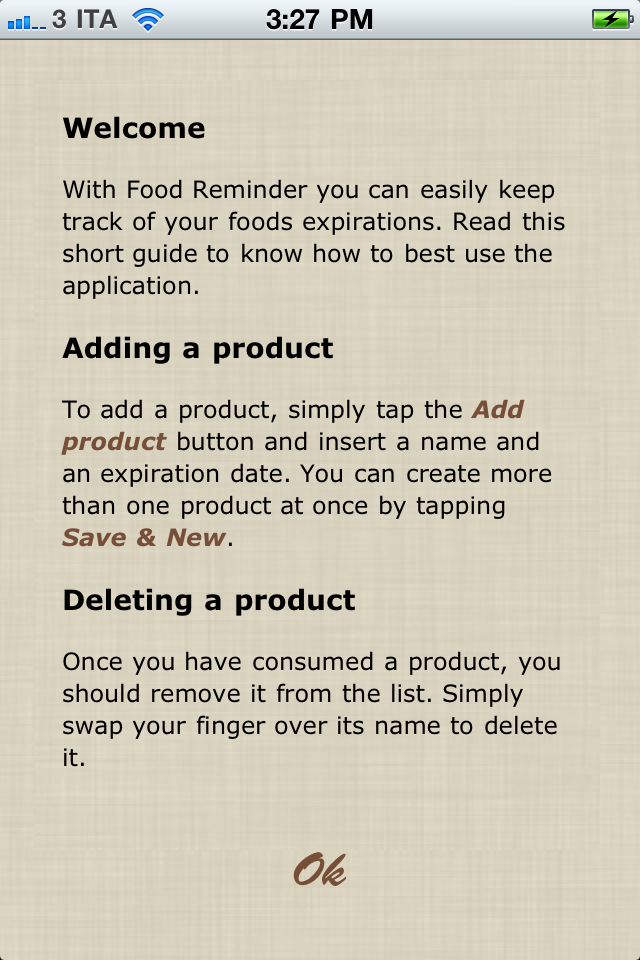 3 ITA 3:27 PM
Welcome
With Food Reminder you can easily keep
track of your foods expirations. Read this
short guide to know how to best use the
application.
Adding a product
To add a product, simply tap the Add
product button and insert a name and
an expiration date. You can create more
than one product at once by tapping
Save & New.
Deleting a product
Once you have consumed a product, you
should remove it from the list. Simply
swap your finger over its name to delete
it.
Ok